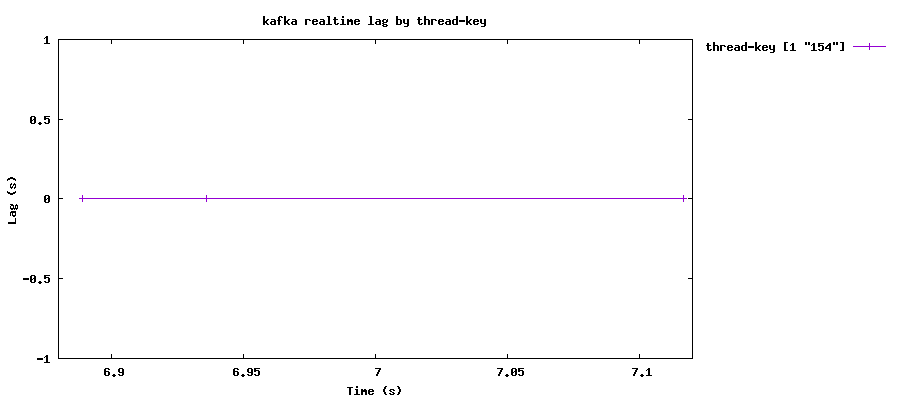 kafka realtime lag by thread-key
thread-key [1 "154"]
1
0.5
0
-0.5
-1
Lag (s)
6.9 6.95 7 7.05 7.1
Time (s)